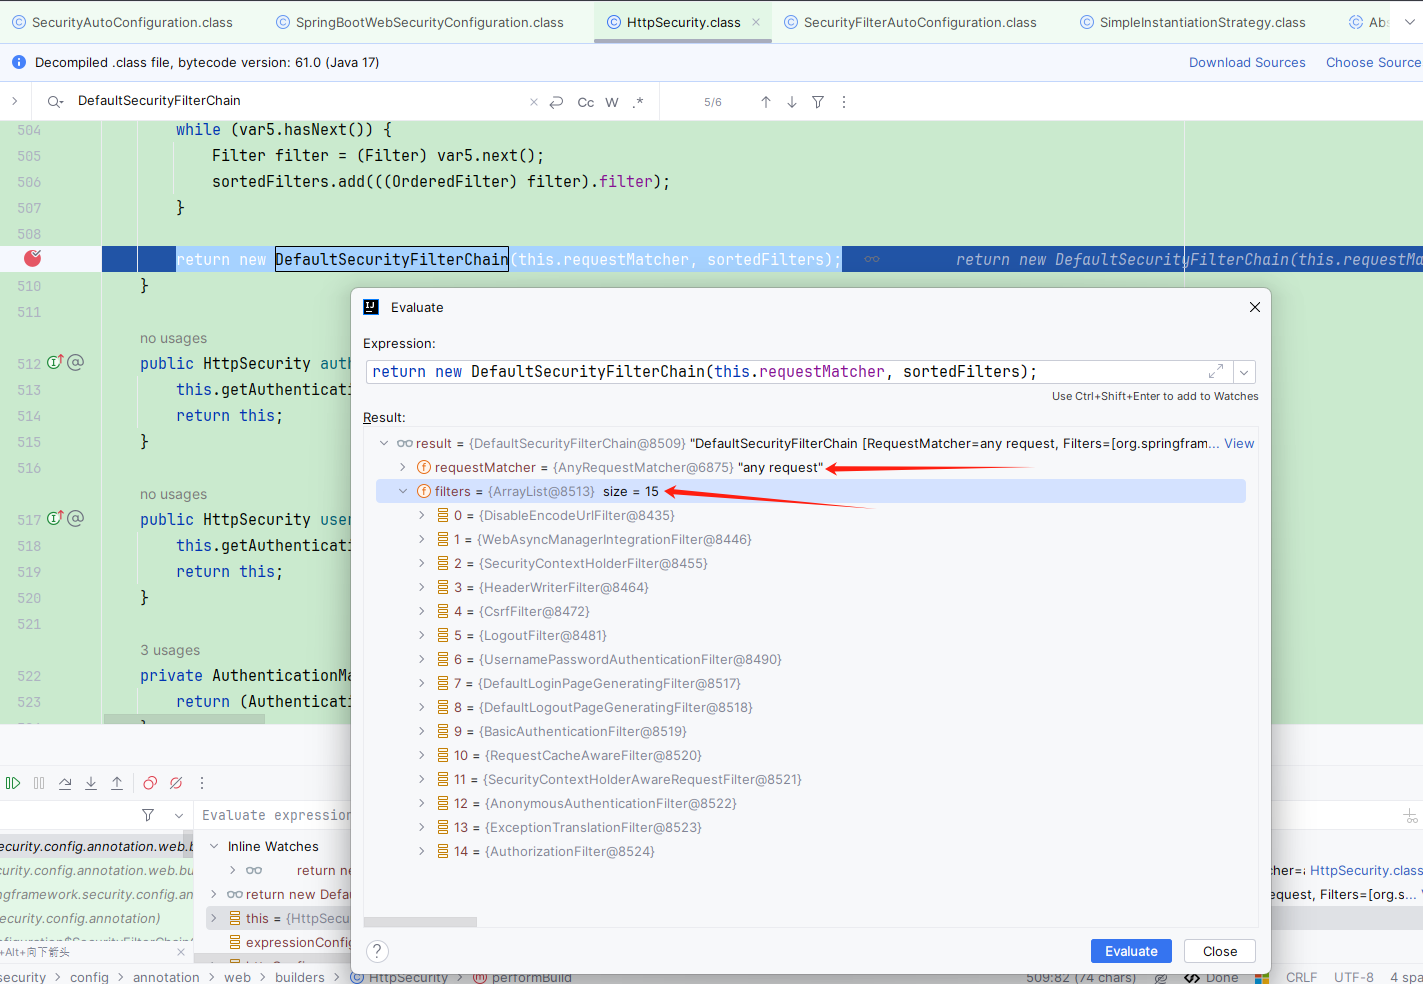 SecurityAutoConfiguration.class SpringBootWebSecurityConfiguration.class HttpSecurity.class SecurityFilterAutoConfiguration.class SimpleInstantiationStrategy.class Abs
Decompiled .class file, bytecode version: 61.0 (Java 17) Download Sources Choose Source
DefaultSecurityFilterChain Cc W .* 5/6
504 while (var5.hasNext()) {
505 Filter filter = (Filter) var5.next();
506 sortedFilters.add(((OrderedFilter) filter).filter);
507 }
508
return new DefaultSecurityFilterChain(this.requestMatcher, sortedFilters); return new DefaultSecurityFilterChain(this.requestMa
510 }
511
no usages
512 public HttpSecurity auth
513 this.getAuthenticati
514 return this;
515 }
516
no usages
517 public HttpSecurity user
518 this.getAuthenticati
519 return this;
520 }
521
3 usages
522 private AuthenticationMa
523 return (Authenticati
Evaluate
Expression:
return new DefaultSecurityFilterChain(this.requestMatcher, sortedFilters);
Use Ctrl+Shift+Enter to add to Watches
Result:
result = {DefaultSecurityFilterChain@8509} "DefaultSecurityFilterChain [RequestMatcher=any request, Filters=[org.springfram... View
requestMatcher = {AnyRequestMatcher@6875} "any request"
filters = {ArrayList@8513} size = 15
0 = {DisableEncodeUrlFilter@8435}
1 = {WebAsyncManagerIntegrationFilter@8446}
2 = {SecurityContextHolderFilter@8455}
3 = {HeaderWriterFilter@8464}
4 = {CsrfFilter@8472}
5 = {LogoutFilter@8481}
6 = {UsernamePasswordAuthenticationFilter@8490}
7 = {DefaultLoginPageGeneratingFilter@8517}
8 = {DefaultLogoutPageGeneratingFilter@8518}
9 = {BasicAuthenticationFilter@8519}
10 = {RequestCacheAwareFilter@8520}
11 = {SecurityContextHolderAwareRequestFilter@8521}
12 = {AnonymousAuthenticationFilter@8522}
13 = {ExceptionTranslationFilter@8523}
14 = {AuthorizationFilter@8524}
Evaluate Close
Evaluate expression
ecurity.config.annotation.web.b
curity.config.annotation.web.bu
ngframework.security.config.an
security.config.annotation)
+Alt+向下箭头
Inline Watches
return ne
return new Defa
this = {HttpSecu
expressionConfig
cher=a HttpSecurity.class
equest, Filters=[org.s...
security > config > annotation > web > builders > HttpSecurity > performBuild 509:82 (74 chars) Done CRLF UTF-8 4 spa